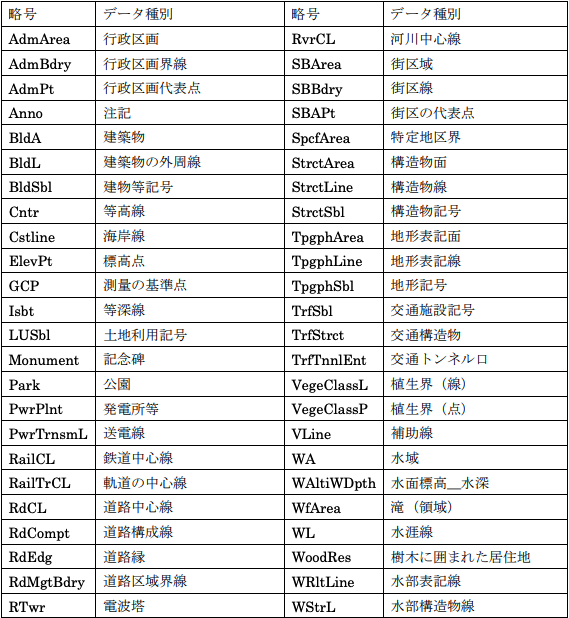 略号 データ種別 略号 データ種別
AdmArea 行政区画 RvrCL 河川中心線
AdmBdry 行政区画界線 SBArea 街区域
AdmPt 行政区画代表点 SBBdry 街区線
Anno 注記 SBAPt 街区の代表点
BldA 建築物 SpcfArea 特定地区界
BldL 建築物の外周線 StrctArea 構造物面
BldSbl 建物等記号 StrctLine 構造物線
Cntr 等高線 StrctSbl 構造物記号
Cstline 海岸線 TpgphArea 地形表記面
ElevPt 標高点 TpgphLine 地形表記線
GCP 測量の基準点 TpgphSbl 地形記号
Isbt 等深線 TrfSbl 交通施設記号
LUSbl 土地利用記号 TrfStrct 交通構造物
Monument 記念碑 TrfTnnlEnt 交通トンネル口
Park 公園 VegeClassL 植生界（線）
PwrPlnt 発電所等 VegeClassP 植生界（点）
PwrTrnsmL 送電線 VLine 補助線
RailCL 鉄道中心線 WA 水域
RailTrCL 軌道の中心線 WAltiWDpth 水面標高__水深
RdCL 道路中心線 WfArea 滝（領域）
RdCompt 道路構成線 WL 水涯線
RdEdg 道路縁 WoodRes 樹木に囲まれた居住地
RdMgtBdry 道路区域界線 WRltLine 水部表記線
RTwr 電波塔 WStrL 水部構造物線